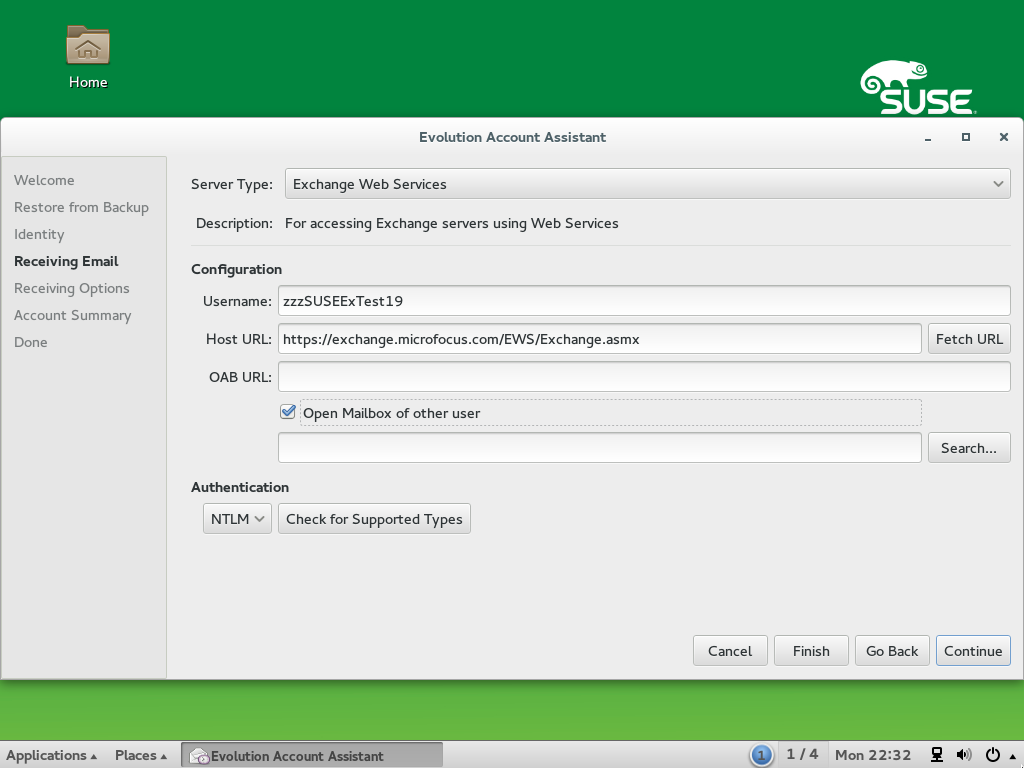 Home
SUSE
Evolution Account Assistant
Welcome
Restore from Backup
Identity
Receiving Email
Receiving Options
Account Summary
Done
Server Type: Exchange Web Services
Description: For accessing Exchange servers using Web Services
Configuration
Username: zzzSUSEExTest19
Host URL: https://exchange.microfocus.com/EWS/Exchange.asmx Fetch URL
OAB URL:
Open Mailbox of other user
Search...
Authentication
NTLM Check for Supported Types
Cancel Finish Go Back Continue
Applications Places Evolution Account Assistant 1 1 / 4 Mon 22:32